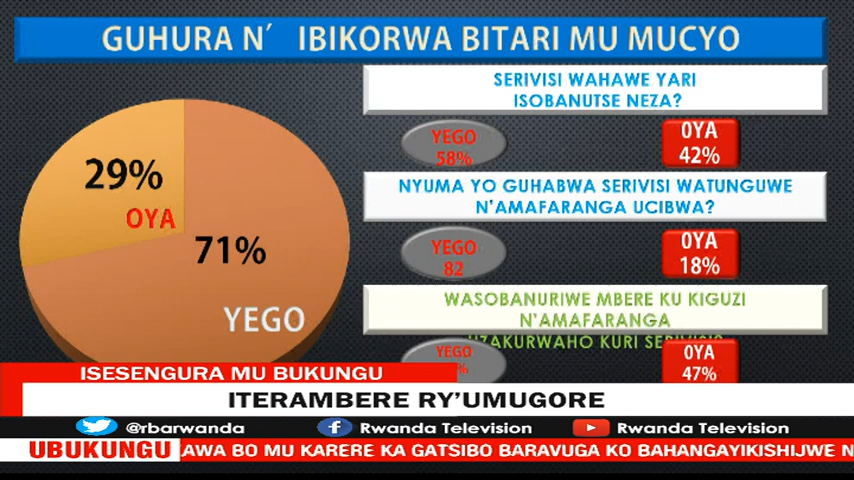 GUHURA N' IBIKORWA BITARI MU MUCYO
29%
OYA
71%
YEGO
SERIVISI WAHAWE YARI
ISOBANUTSE NEZA?
YEGO
58%
OYA
42%
NYUMA YO GUHABWA SERIVISI WATUNGUWE
N'AMAFARANGA UCIBWA?
YEGO
82
OYA
18%
WASOBANURIWE MBERE KU KIGUZI
N'AMAFARANGA
KURI
YEGO
%
OYA
47%
ISESENGURA MU BUKUNGU
ITERAMBERE RY'UMUGORE
@rbarwanda
Rwanda Television
Rwanda Television
UBUKUNGU
AWA BO MU KARERE KA GATSIBO BARAVUGA KO BAHANGAYIKISHIJWE N